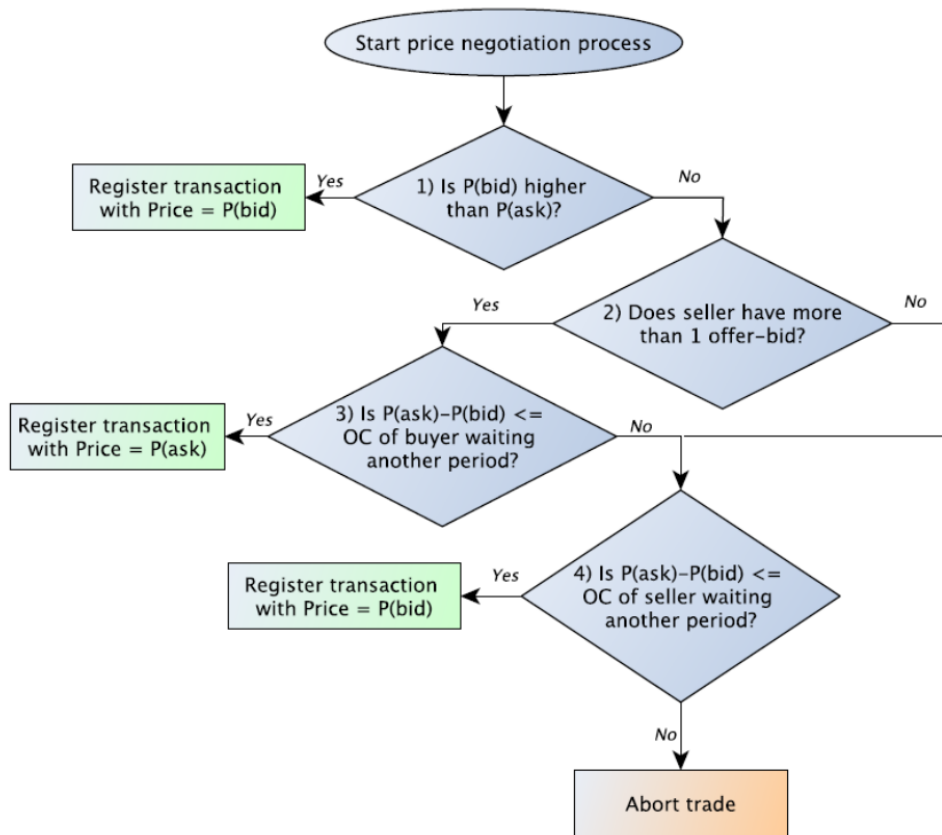 Start price negotiation process
1) Is P(bid) higher
than P(ask)?
Yes
No
Register transaction
with Price = P(bid)
2) Does seller have more
than 1 offer-bid?
Yes
No
3) Is P(ask)-P(bid) <=
OC of buyer waiting
another period?
Yes
No
Register transaction
with Price = P(ask)
4) Is P(ask)-P(bid) <=
OC of seller waiting
another period?
Yes
Register transaction
with Price = P(bid)
No
Abort trade